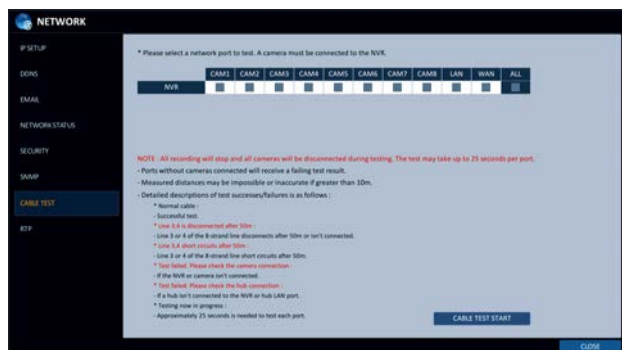 NETWORK
IP SETUP
DDNS
EMAIL
NETWORK STATUS
SECURITY
SNMP
CABLE TEST
RTP
* Please select a network port to test. A camera must be connected to the NVR.
CAM1 CAM2 CAM3 CAM4 CAM5 CAM6 CAM7 CAM8 LAN WAN ALL
NVR
NOTE : All recording will stop and all cameras will be disconnected during testing. The test may take up to 25 seconds per port.
- Ports without cameras connected will receive a failing test result.
- Measured distances may be impossible or inaccurate if greater than 10m.
- Detailed descriptions of test successes/failures is as follows :
* Normal cable :
- Successful test.
* Line 3,4 is disconnected after 50m :
- Line 3 or 4 of the 8-strand line disconnects after 50m or isn't connected.
* Line 3,4 short circuits after 50m :
- Line 3 or 4 of the 8-strand line short circuits after 50m.
* Test failed. Please check the camera connection :
- If the NVR or camera isn't connected.
* Test failed. Please check the hub connection :
- If a hub isn't connected to the NVR or hub LAN port.
* Testing now in progress :
- Approximately 25 seconds is needed to test each port.
CABLE TEST START
CLOSE